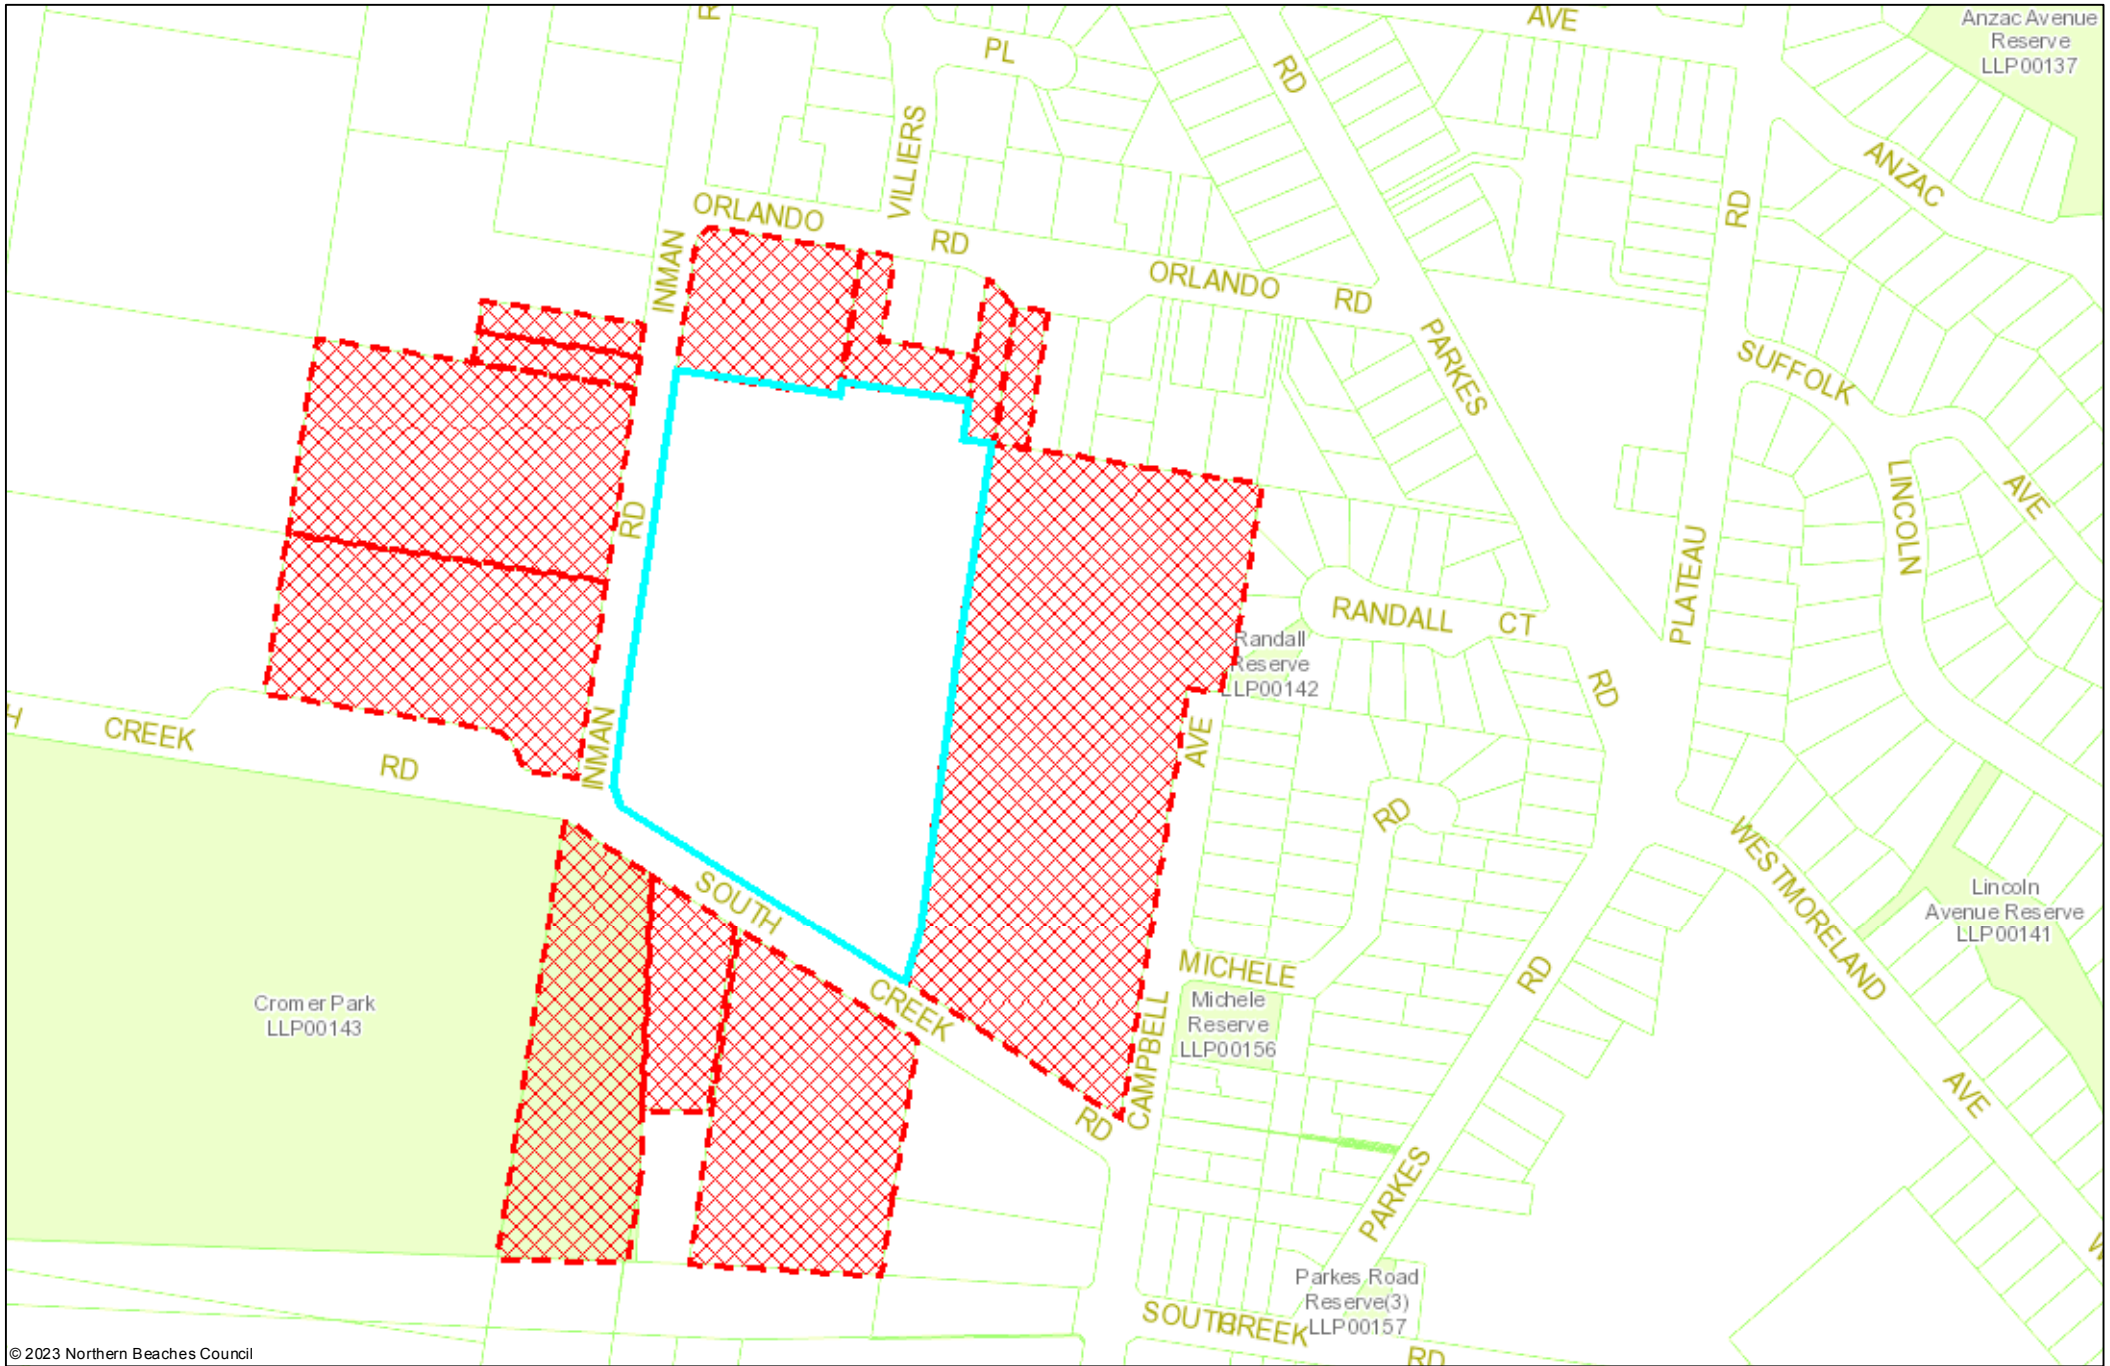 R
AVE
Anzac Avenue
Reserve
LLP00137
PL
RD
VILLIERS
ANZAC
RD
ORLANDO
RD
INMAN
ORLANDO
RD
PARKES
SUFFOLK
LINCOLN
AVE
RD
PLATEAU
RANDALL
CT
Randall
Reserve
LLP00142
RD
H
CREEK
RD
INMAN
AVE
RD
WESTMORELAND
SOUTH
Lincoln
Avenue Reserve
LLP00141
MICHELE
RD
CREEK
Cromer Park
LLP00143
Michele
Reserve
LLP00156
CAMPBELL
AVE
RD
PARKES
W
Parkes Road
Reserve(3)
LLP00157
SOUTH
CREEK
RD
© 2023 Northern Beaches Council